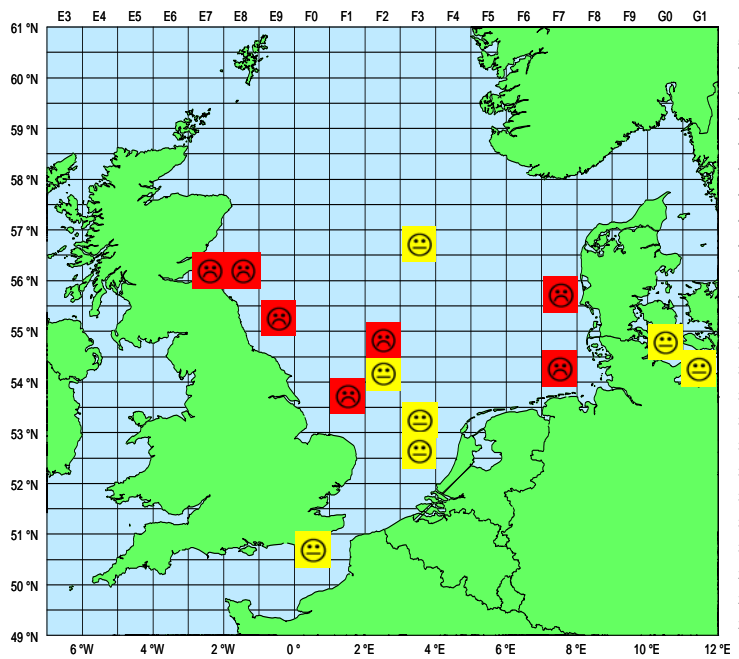 E3 E4 E5 E6 E7 E8 E9 F0 F1 F2 F3 F4 F5 F6 F7 F8 F9 G0 G1
61 °N
60 °N
59 °N
58 °N
57 °N
56 °N
55 °N
54 °N
53 °N
52 °N
51 °N
50 °N
49 °N
6 °W 4 °W 2 °W 0 ° 2 °E 4 °E 6 °E 8 °E 10 °E 12 °E